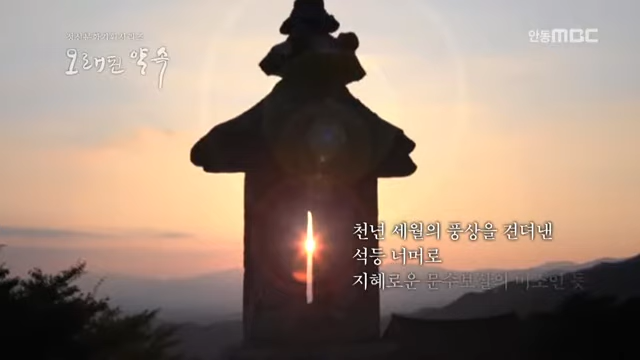 오래된 약속
안동MBC
천년 세월의 풍상을 견뎌낸
석등 너머로
지혜로운 문수보살의 미소인 듯